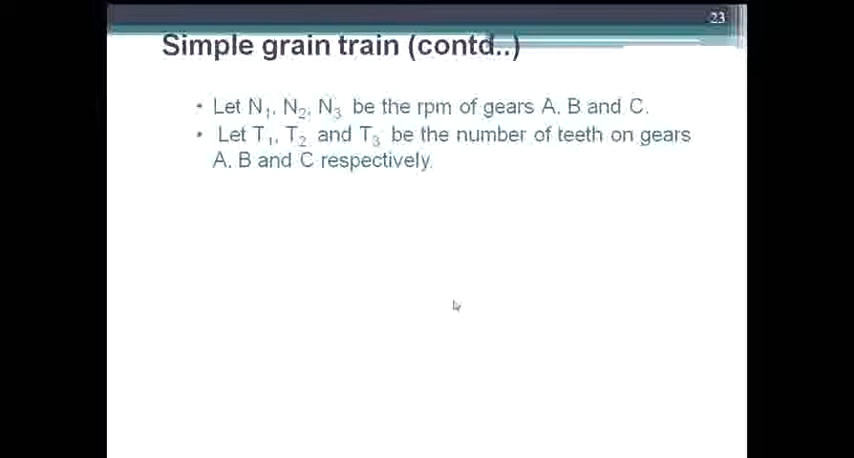 23
Simple grain train (contd..)
• Let N₁, N₂, N₃ be the rpm of gears A, B and C.
• Let T₁, T₂ and T₃ be the number of teeth on gears
A, B and C respectively.